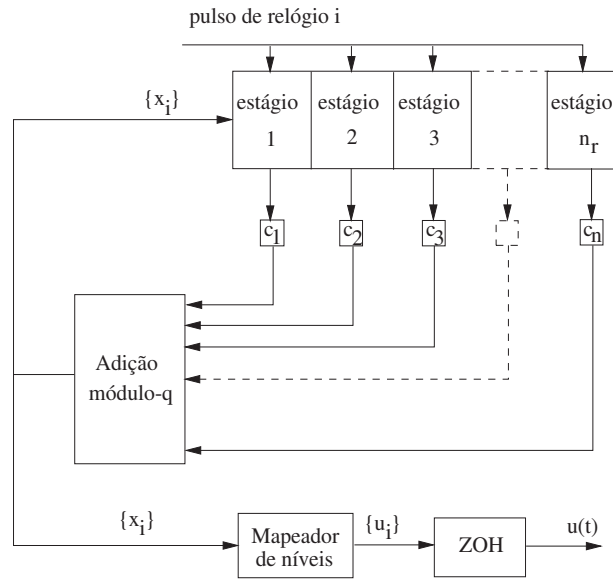 pulso de relógio i
{x_i}
estágio 1
estágio 2
estágio 3
estágio n_r
c_1
c_2
c_3
c_n
Adição
módulo-q
{x_i}
Mapeador
de níveis
{u_i}
ZOH
u(t)